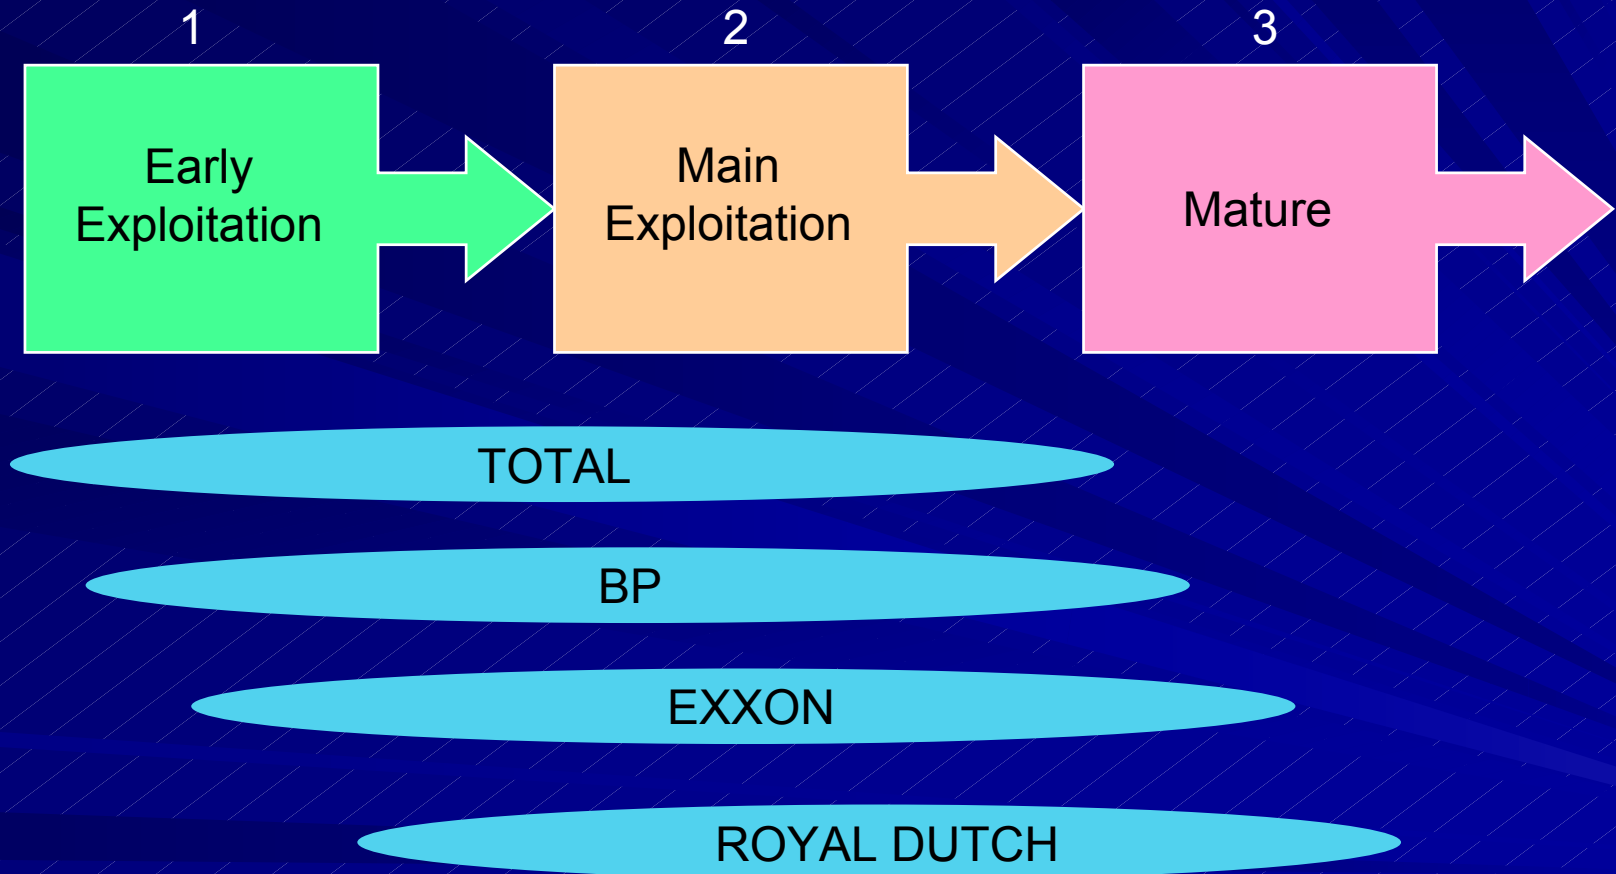 1
2
3
Early
Exploitation
Main
Exploitation
Mature
TOTAL
BP
EXXON
ROYAL DUTCH